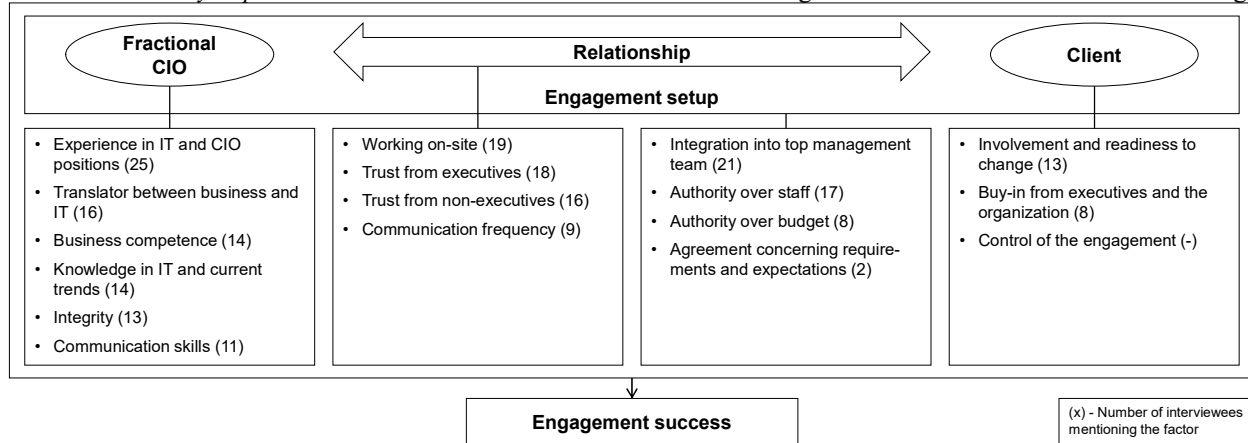 Fractional
CIO
Relationship
Client
Engagement setup
• Experience in IT and CIO
positions (25)
• Translator between business and
IT (16)
• Business competence (14)
• Knowledge in IT and current
trends (14)
• Integrity (13)
• Communication skills (11)
• Working on-site (19)
• Trust from executives (18)
• Trust from non-executives (16)
• Communication frequency (9)
• Integration into top management
team (21)
• Authority over staff (17)
• Authority over budget (8)
• Agreement concerning require-
ments and expectations (2)
• Involvement and readiness to
change (13)
• Buy-in from executives and the
organization (8)
• Control of the engagement (-)
Engagement success
(x) - Number of interviewees
mentioning the factor